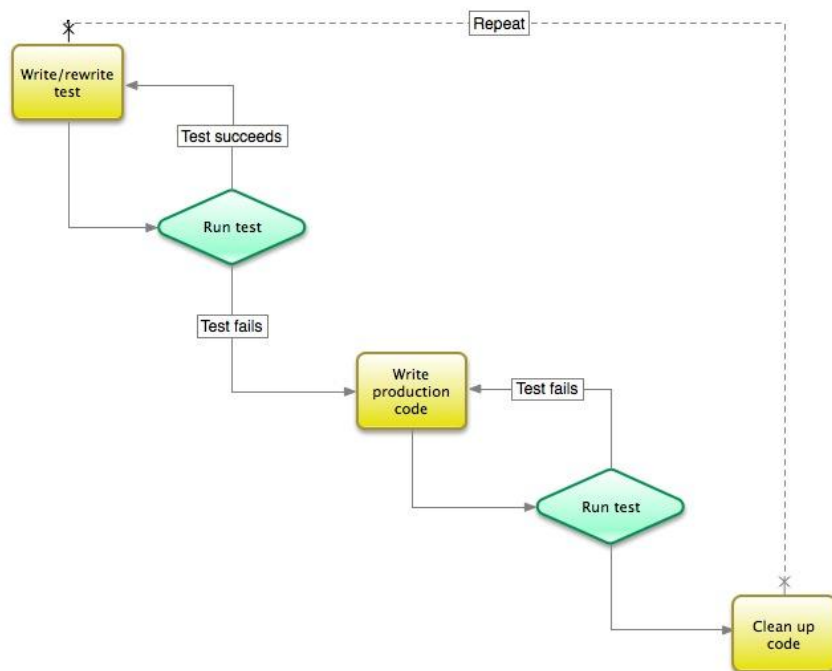 Repeat
Write/rewrite
test
Test succeeds
Run test
Test fails
Write
production
code
Test fails
Run test
Clean up
code